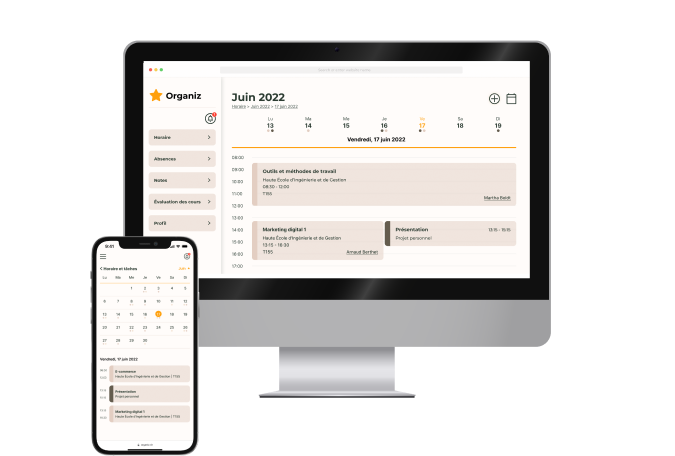 Organiz
Horaire
Absences
Notes
Évaluation des cours
Profil
Juin 2022
Horaire > Juin 2022 > 17 juin 2022
Lu Ma Me Je Ve Sa Di
13 14 15 16 17 18 19
Vendredi, 17 juin 2022
08:00
09:00
10:00
11:00
12:00
13:00
14:00
15:00
16:00
17:00
Outils et méthodes de travail
Haute École d'Ingénierie et de Gestion
08:30 - 12:00
T156
Martha Boldi
Marketing digital 1
Haute École d'Ingénierie et de Gestion
13:15 - 16:30
T155
Arnaud Berthet
Présentation
13:15 - 15:15
Projet personnel
9:41
Horaire et tâches
Lu Ma Me Je Ve Sa Di
1 2 3 4 5
6 7 8 9 10 11 12
13 14 15 16 17 18 19
20 21 22 23 24 25 26
27 28 29 30
Vendredi, 17 juin 2022
E-commerce
Haute École d'Ingénierie et de Gestion | T155
Présentation
Projet personnel
Marketing digital 1
Haute École d'Ingénierie et de Gestion | T155